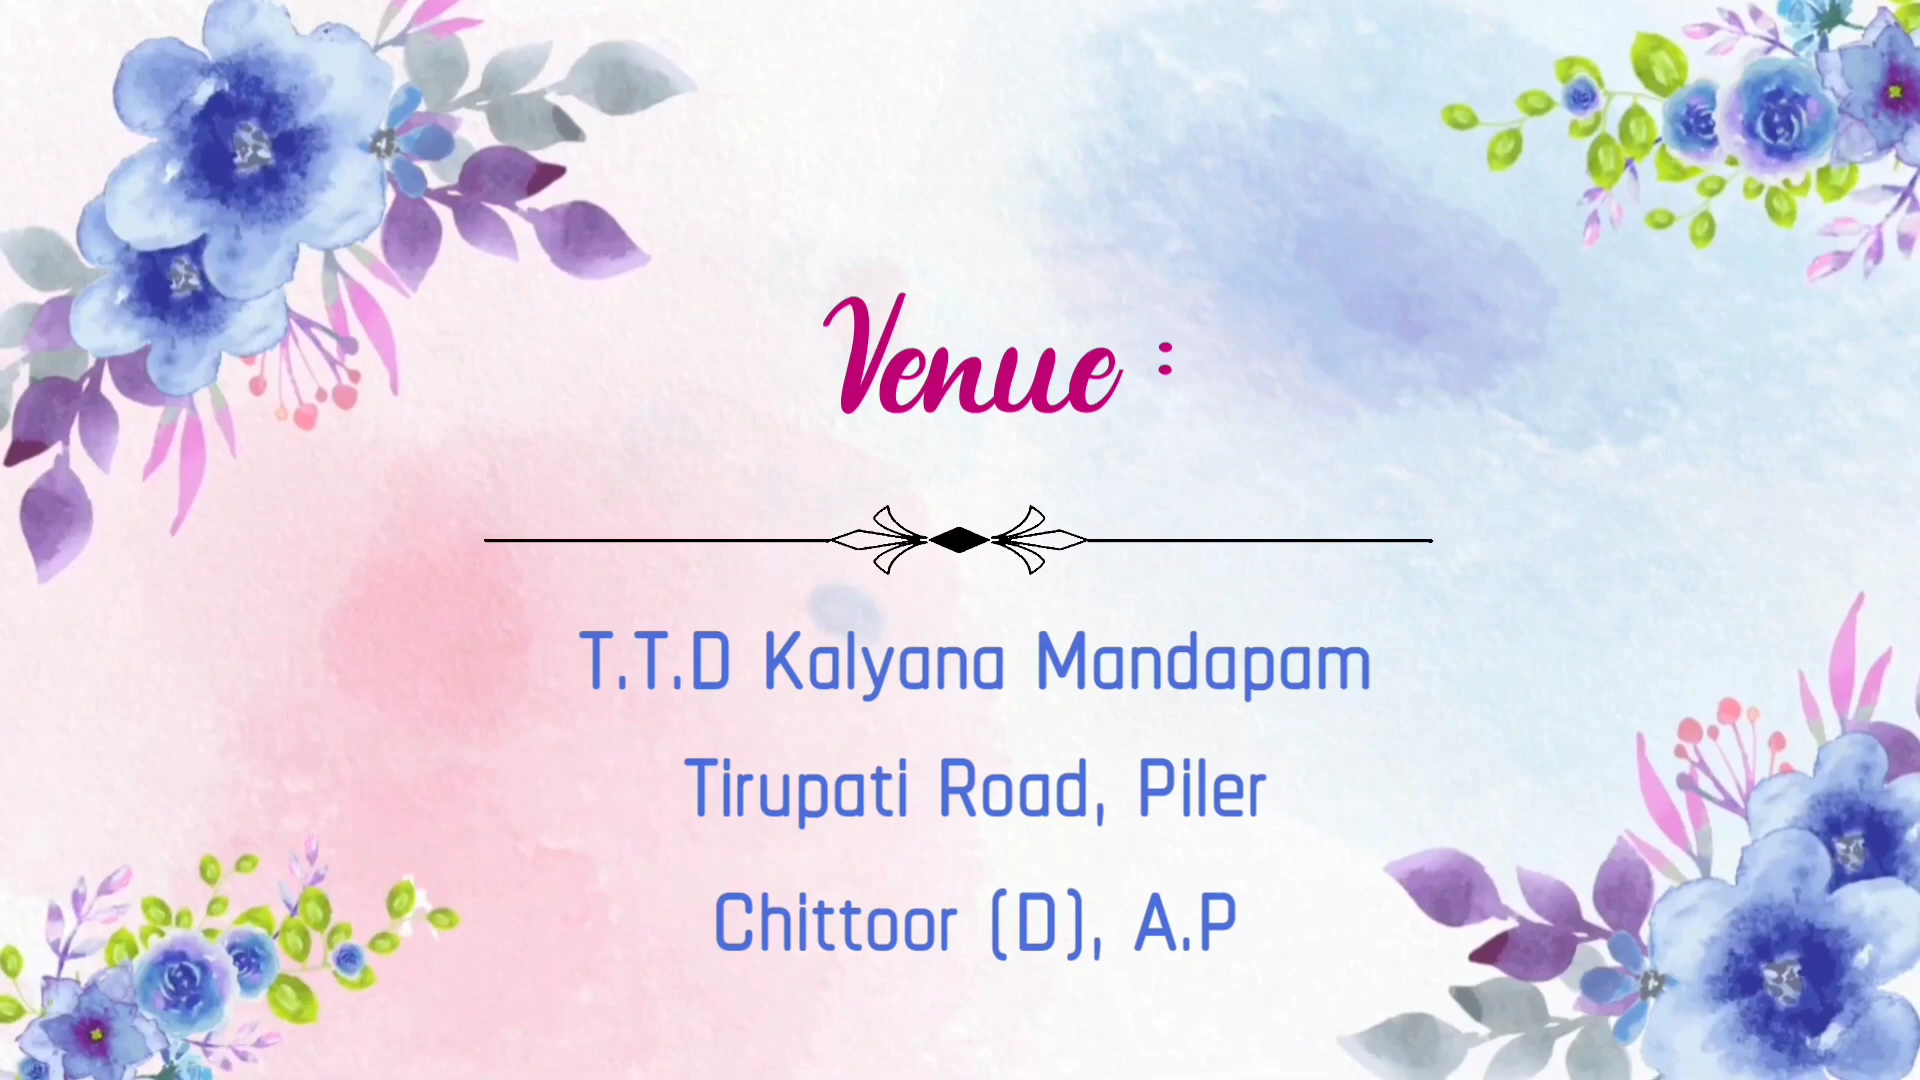 Venue :
T.T.D Kalyana Mandapam
Tirupati Road, Piler
Chittoor (D), A.P